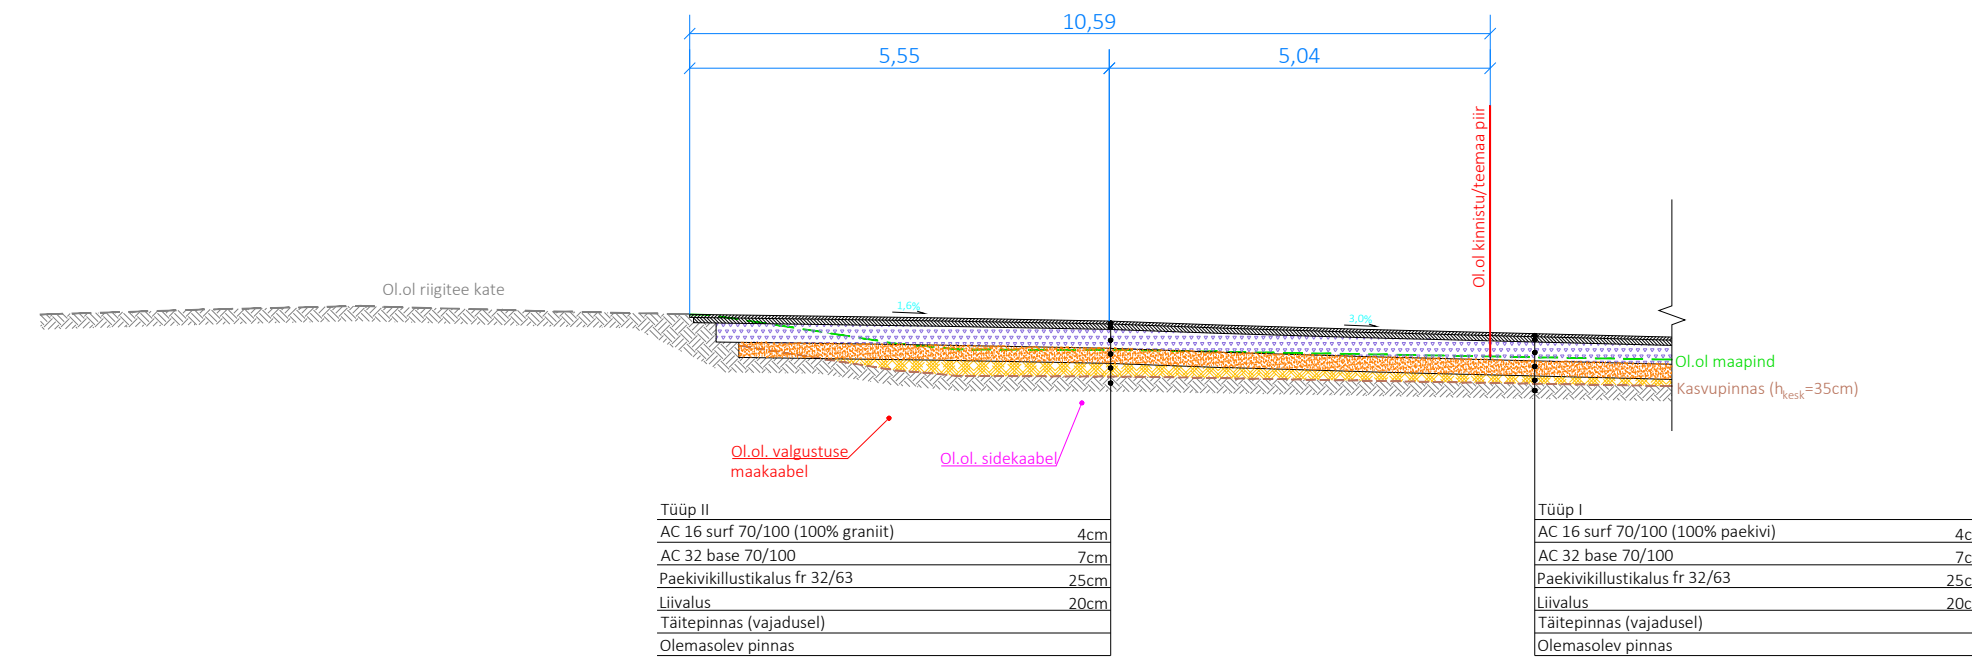 10,59
5,55
5,04
Ol.ol kinnistu/teemaa piir
Ol.ol riigitee kate
1,6%
3,0%
Ol.ol maapind
Kasvupinnas (hkesk=35cm)
Ol.ol. valgustuse
maakaabel
Ol.ol. sidekaabel
Tüüp II
AC 16 surf 70/100 (100% graniit) 4cm
AC 32 base 70/100 7cm
Paekivikillustikalus fr 32/63 25cm
Liivalus 20cm
Täitepinnas (vajadusel)
Olemasolev pinnas
Tüüp I
AC 16 surf 70/100 (100% paekivi) 4c
AC 32 base 70/100 7c
Paekivikillustikalus fr 32/63 25c
Liivalus 20c
Täitepinnas (vajadusel)
Olemasolev pinnas